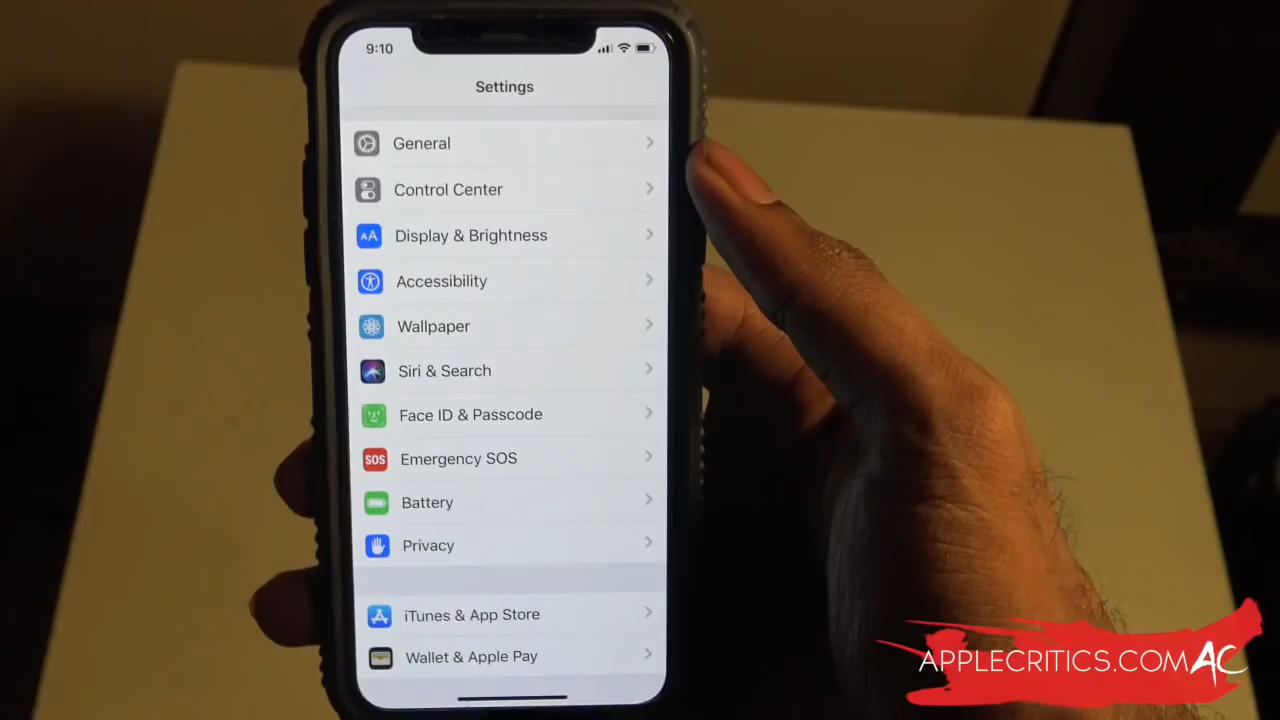 9:10
Settings
General
Control Center
AA Display & Brightness
Accessibility
Wallpaper
Siri & Search
Face ID & Passcode
SOS Emergency SOS
Battery
Privacy
iTunes & App Store
Wallet & Apple Pay
APPLECRITICS.COM AC